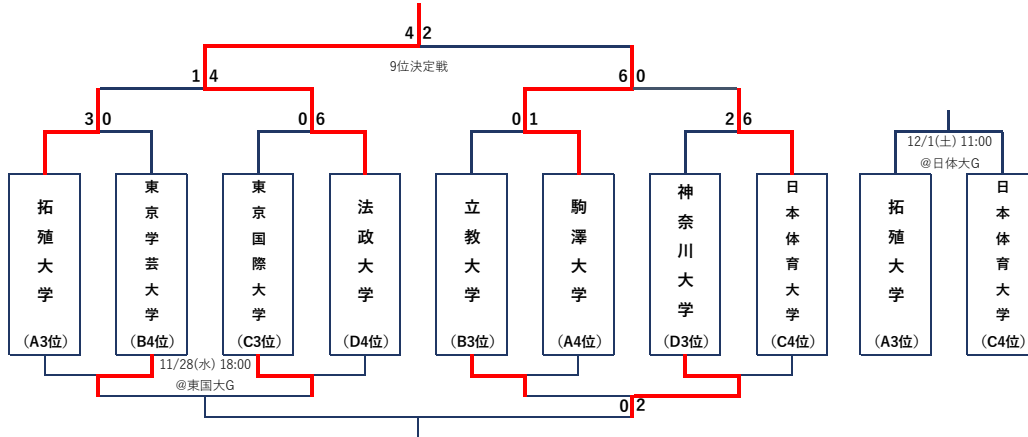 4 2
9位決定戦
1 4
6 0
3 0
0 6
0 1
2 6
12/1(土) 11:00
@日体大G
拓殖大学
(A3位)
東京学芸大学
(B4位)
東京国際大学
(C3位)
法政大学
(D4位)
立教大学
(B3位)
駒澤大学
(A4位)
神奈川大学
(D3位)
日本体育大学
(C4位)
拓殖大学
(A3位)
日本体育大学
(C4位)
11/28(水) 18:00
@東国大G
0 2